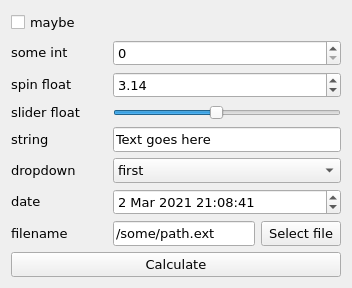 maybe
some int 0
spin float 3.14
slider float
string Text goes here
dropdown first
date 2 Mar 2021 21:08:41
filename /some/path.ext Select file
Calculate